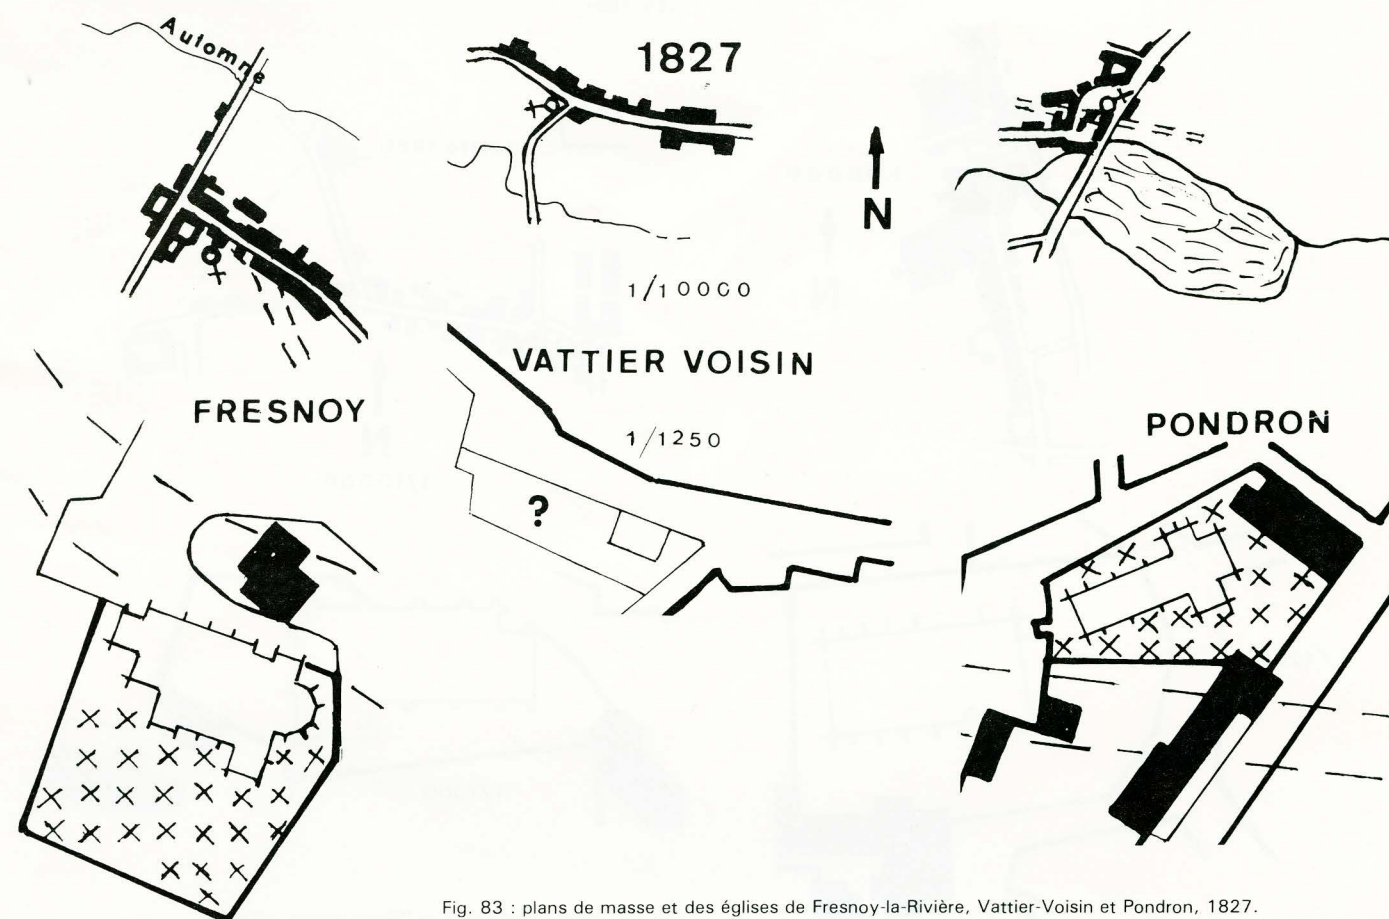 Automne
1827
N
1/10000
VATTIER VOISIN
FRESNOY
1/1250
PONDRON
?
Fig. 83 : plans de masse et des églises de Fresnoy-la-Rivière, Vattier-Voisin et Pondron, 1827.